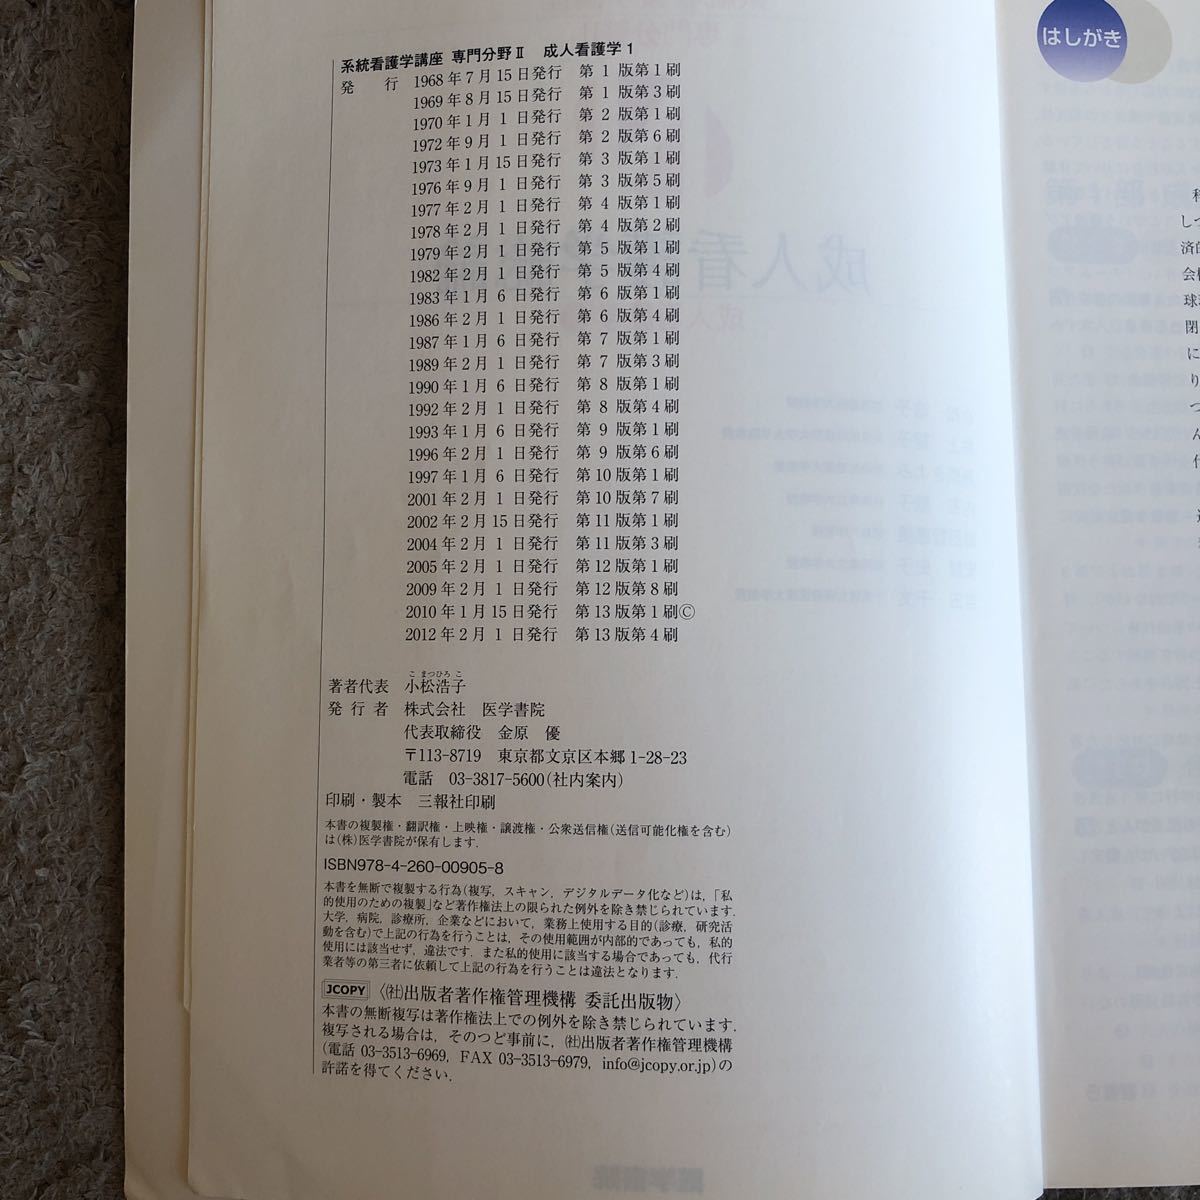 系統看護学講座 専門分野Ⅱ 成人看護学 1
発 行 1968年7月15日発行 第1版第1刷
1969年8月15日発行 第1版第3刷
1970年1月1日発行 第2版第1刷
1972年9月1日発行 第2版第6刷
1973年1月15日発行 第3版第1刷
1976年9月1日発行 第3版第5刷
1977年2月1日発行 第4版第1刷
1978年2月1日発行 第4版第2刷
1979年2月1日発行 第5版第1刷
1982年2月1日発行 第5版第4刷
1983年1月6日発行 第6版第1刷
1986年2月1日発行 第6版第4刷
1987年1月6日発行 第7版第1刷
1989年2月1日発行 第7版第3刷
1990年1月6日発行 第8版第1刷
1992年2月1日発行 第8版第4刷
1993年1月6日発行 第9版第1刷
1996年2月1日発行 第9版第6刷
1997年1月6日発行 第10版第1刷
2001年2月1日発行 第10版第7刷
2002年2月15日発行 第11版第1刷
2004年2月1日発行 第11版第3刷
2005年2月1日発行 第12版第1刷
2009年2月1日発行 第12版第8刷
2010年1月15日発行 第13版第1刷Ⓒ
2012年2月1日発行 第13版第4刷
こまつひろこ
著者代表 小松浩子
発行者 株式会社 医学書院
代表取締役 金原 優
〒113-8719 東京都文京区本郷1-28-23
電話 03-3817-5600(社内案内)
印刷・製本 三報社印刷
本書の複製権・翻訳権・上映権・譲渡権・公衆送信権(送信可能化権を含む)
は(株)医学書院が保有します.
ISBN978-4-260-00905-8
本書を無断で複製する行為(複写,スキャン,デジタルデータ化など)は,「私
的使用のための複製」など著作権法上の限られた例外を除き禁じられています.
大学,病院,診療所,企業などにおいて,業務上使用する目的(診療,研究活
動を含む)で上記の行為を行うことは,その使用範囲が内部的であっても,私的
使用には該当せず,違法です.また私的使用に該当する場合であっても,代行
業者等の第三者に依頼して上記の行為を行うことは違法となります.
JCOPY〈㈳出版者著作権管理機構 委託出版物〉
本書の無断複写は著作権法上での例外を除き禁じられています.
複写される場合は,そのつど事前に,㈳出版者著作権管理機構
(電話 03-3513-6969, FAX 03-3513-6979, info@jcopy.or.jp)の
許諾を得てください.
はしがき